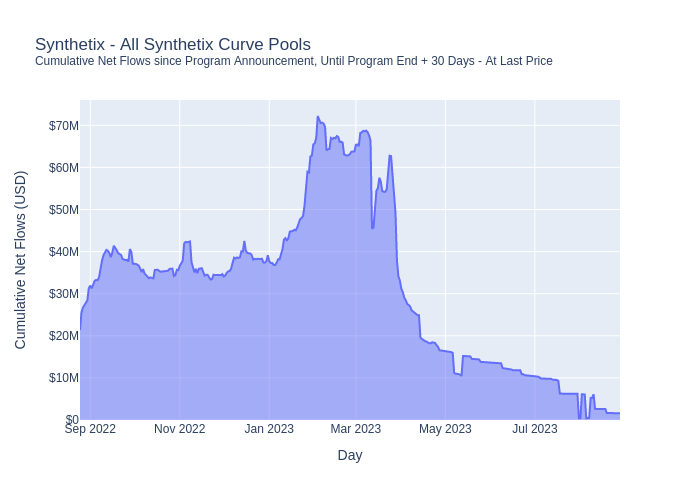 Synthetix - All Synthetix Curve Pools
Cumulative Net Flows since Program Announcement, Until Program End + 30 Days - At Last Price
Cumulative Net Flows (USD)
$70M
$60M
$50M
$40M
$30M
$20M
$10M
$0
Sep 2022 Nov 2022 Jan 2023 Mar 2023 May 2023 Jul 2023
Day